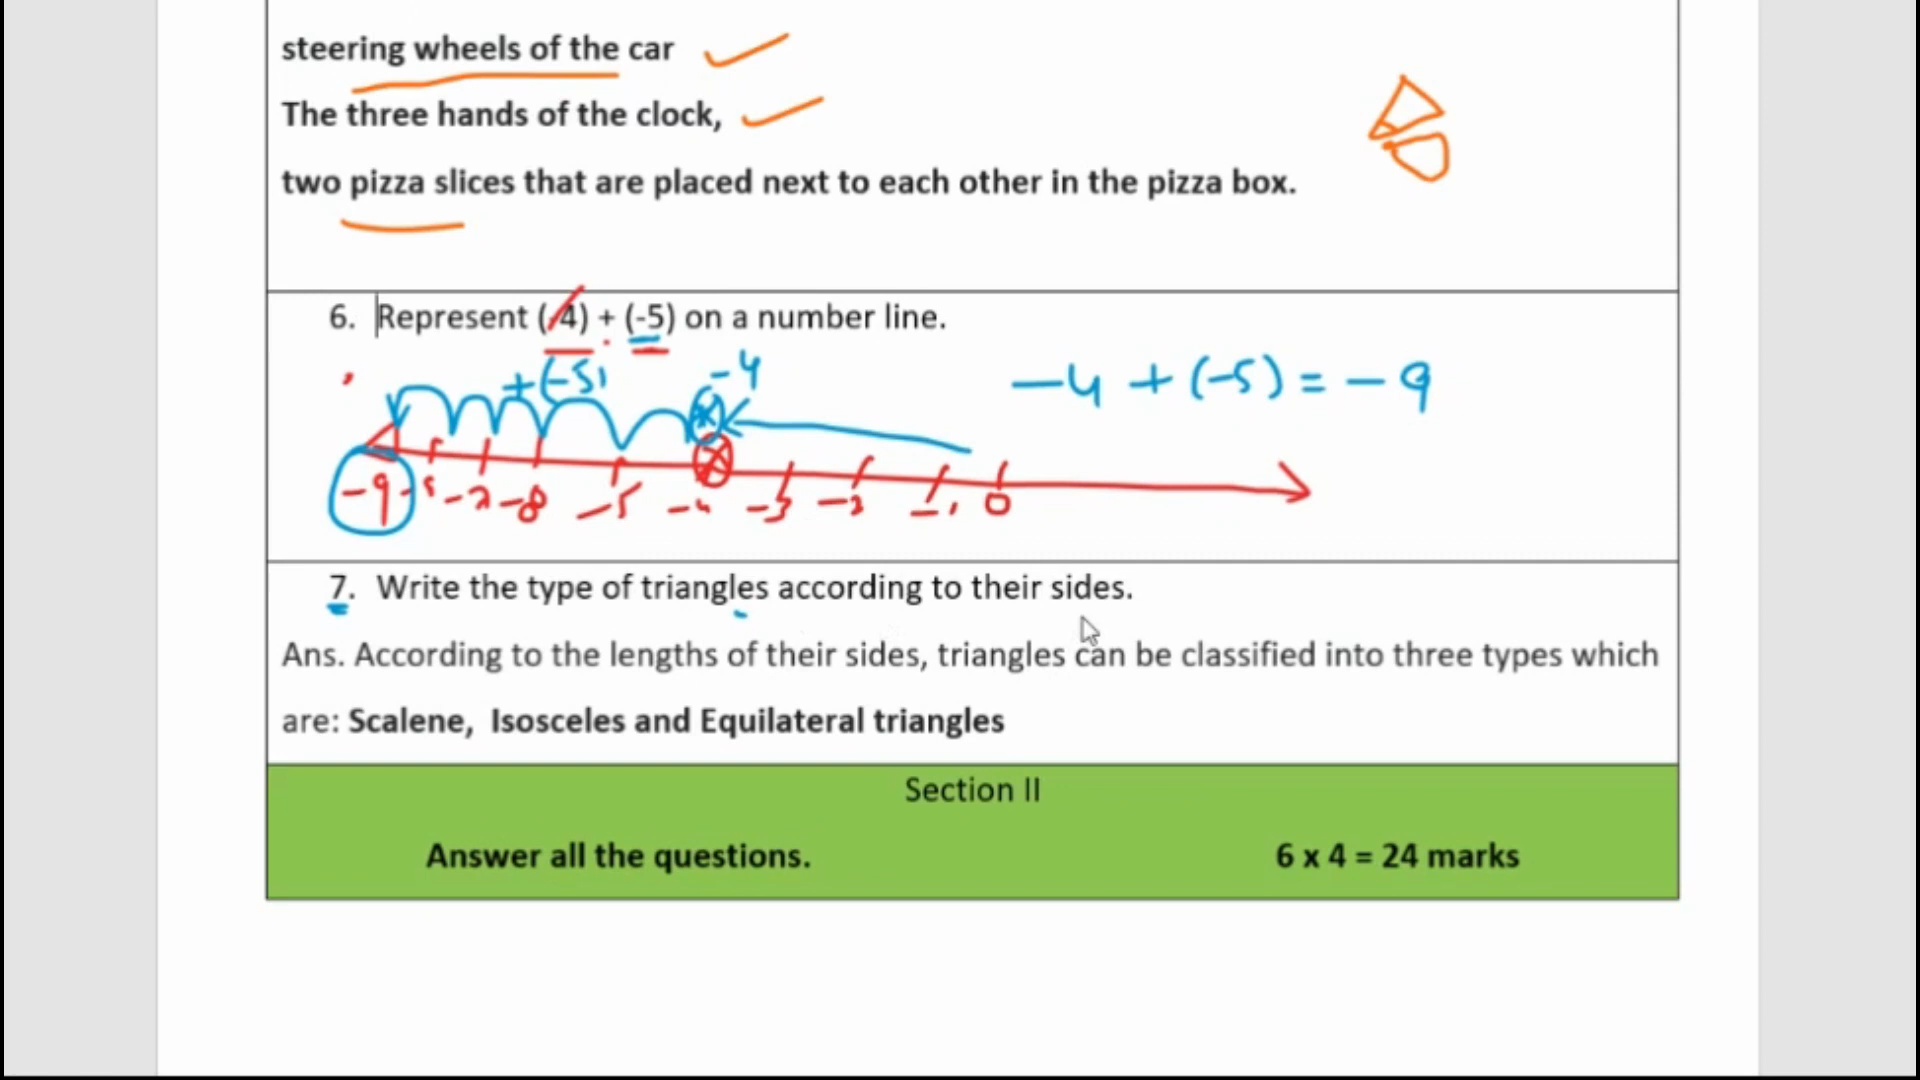 steering wheels of the car
The three hands of the clock,
two pizza slices that are placed next to each other in the pizza box.
6. Represent (-4) + (-5) on a number line.
+(-5) -4 -4 + (-5) = -9
-9 -7 -8 -5 -4 -3 -2 -1 0
7. Write the type of triangles according to their sides.
Ans. According to the lengths of their sides, triangles can be classified into three types which
are: Scalene, Isosceles and Equilateral triangles
Section II
Answer all the questions. 6 x 4 = 24 marks